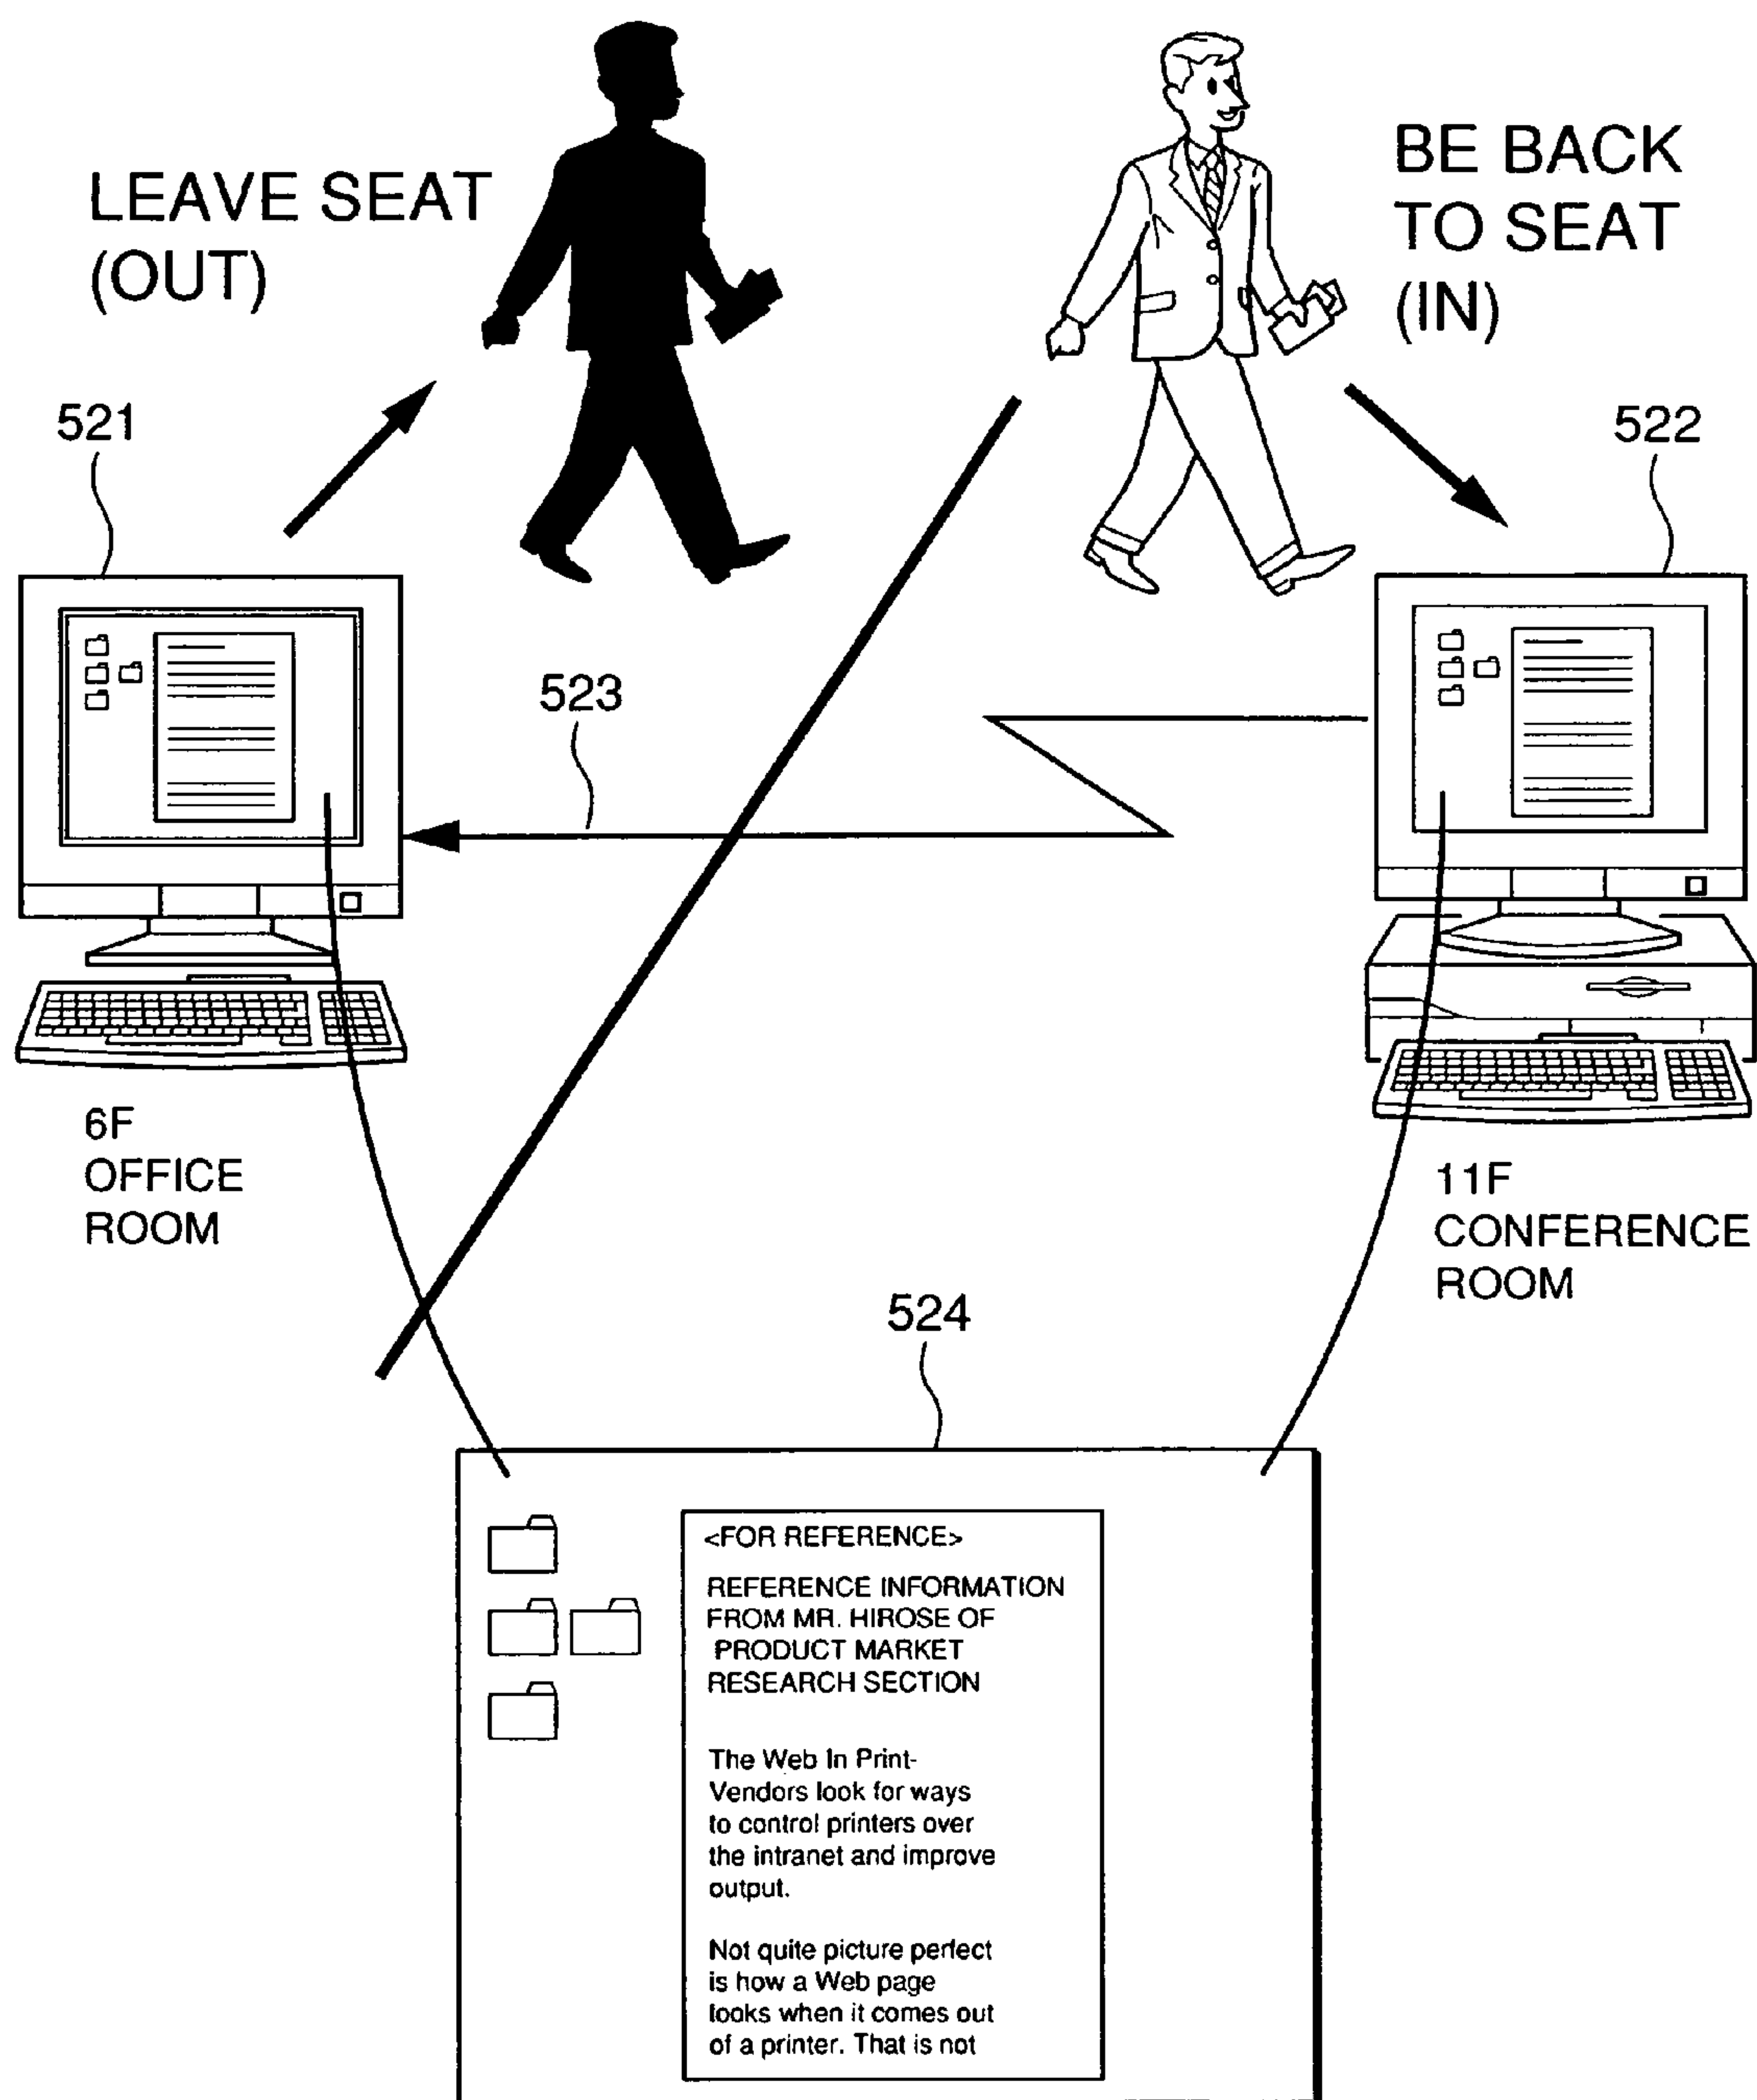 LEAVE SEAT
(OUT)
BE BACK
TO SEAT
(IN)
521
522
523
6F
OFFICE
ROOM
11F
CONFERENCE
ROOM
524
<FOR REFERENCE>
REFERENCE INFORMATION
FROM MR. HIROSE OF
PRODUCT MARKET
RESEARCH SECTION
The Web In Print-
Vendors look for ways
to control printers over
the intranet and improve
output.
Not quite picture perfect
is how a Web page
looks when it comes out
of a printer. That is not